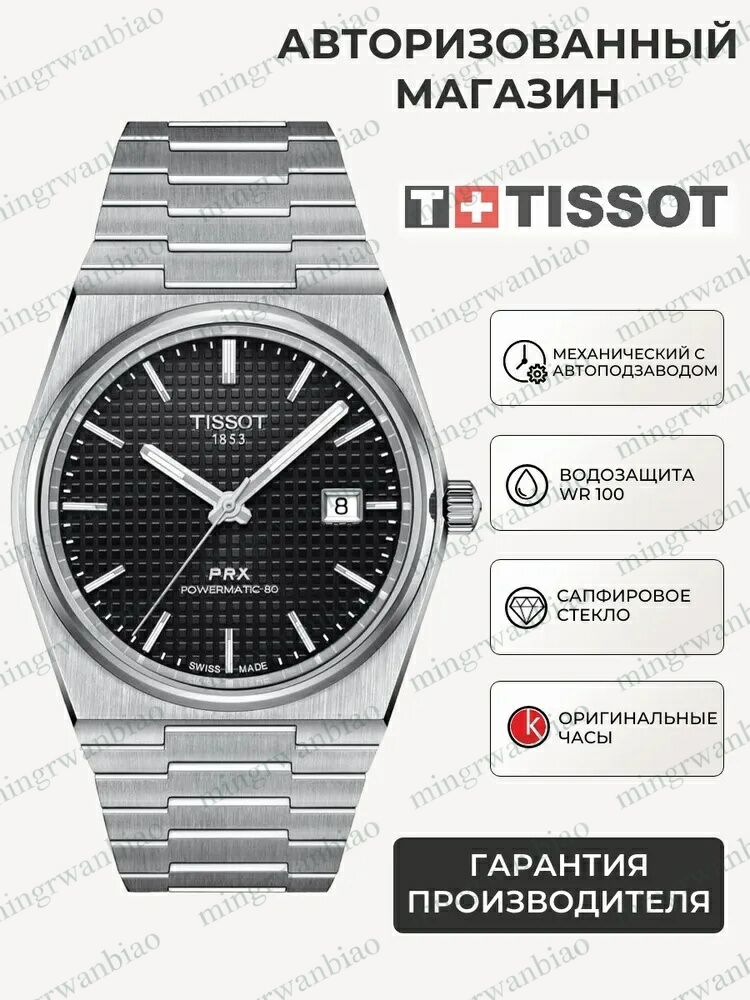 АВТОРИЗОВАННЫЙ
МАГАЗИН
T+TISSOT
МЕХАНИЧЕСКИЙ С
АВТОПОДЗАВОДОМ
ВОДОЗАЩИТА
WR 100
САПФИРОВОЕ
СТЕКЛО
k ОРИГИНАЛЬНЫЕ
ЧАСЫ
ГАРАНТИЯ
ПРОИЗВОДИТЕЛЯ
TISSOT
1853
8
PRX
POWERMATIC 80
SWISS MADE
mingrwanbiao